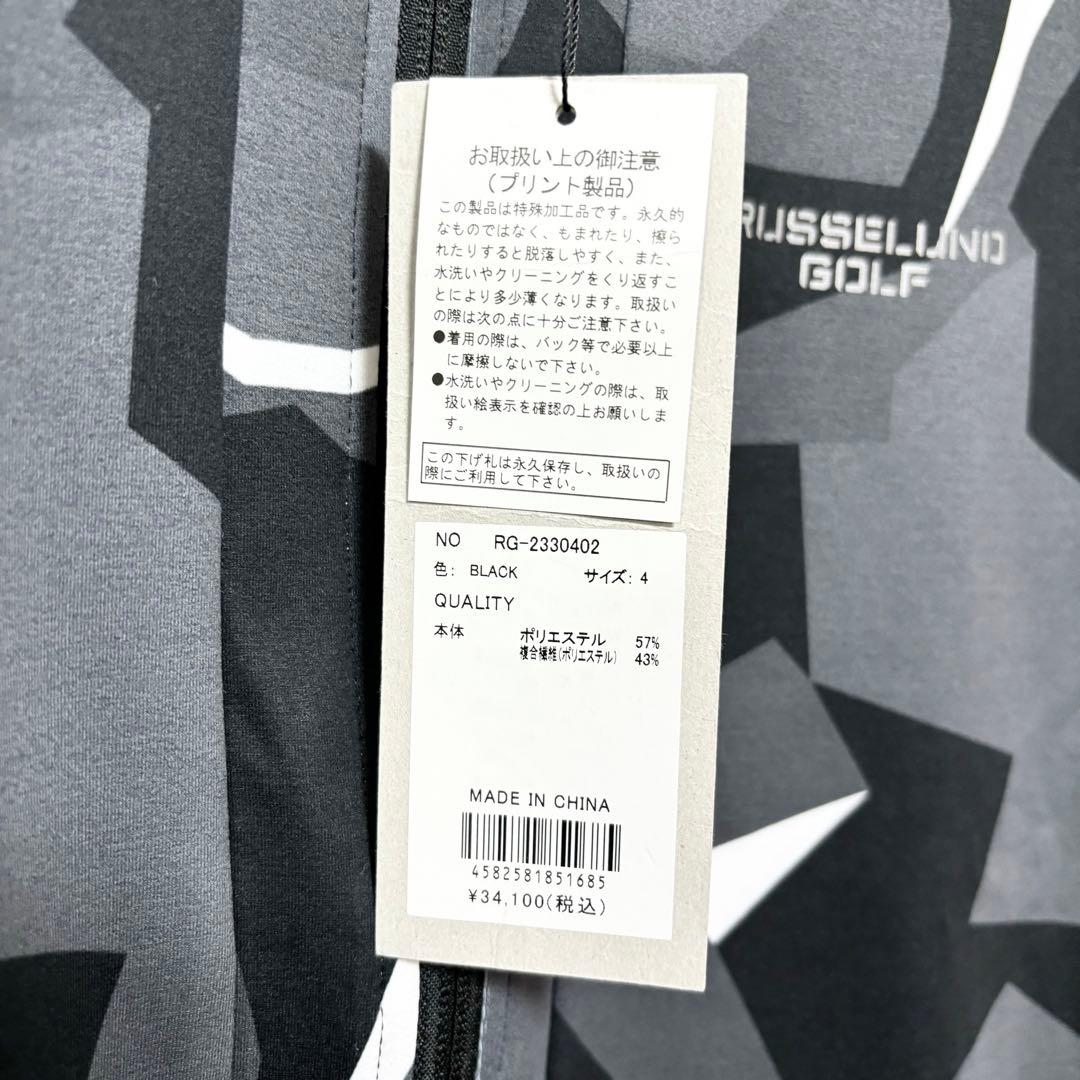 お取扱い上の御注意
（プリント製品）
この製品は特殊加工品です。永久的
なものではなく、もまれたり、擦ら
れたりすると脱落しやすく、また、
水洗いやクリーニングをくり返すこ
とにより多少薄くなります。取扱い
の際は次の点に十分ご注意下さい。
●着用の際は、バック等で必要以上
に摩擦しないで下さい。
●水洗いやクリーニングの際は、取
扱い絵表示を確認の上お願いしま
す。
この下げ札は永久保存し、取扱いの
際にご利用して下さい。
NO RG-2330402
色: BLACK サイズ: 4
QUALITY
本体 ポリエステル 57%
複合繊維(ポリエステル) 43%
MADE IN CHINA
4582581851685
¥34,100(税込)
RUSSELUNO
GOLF